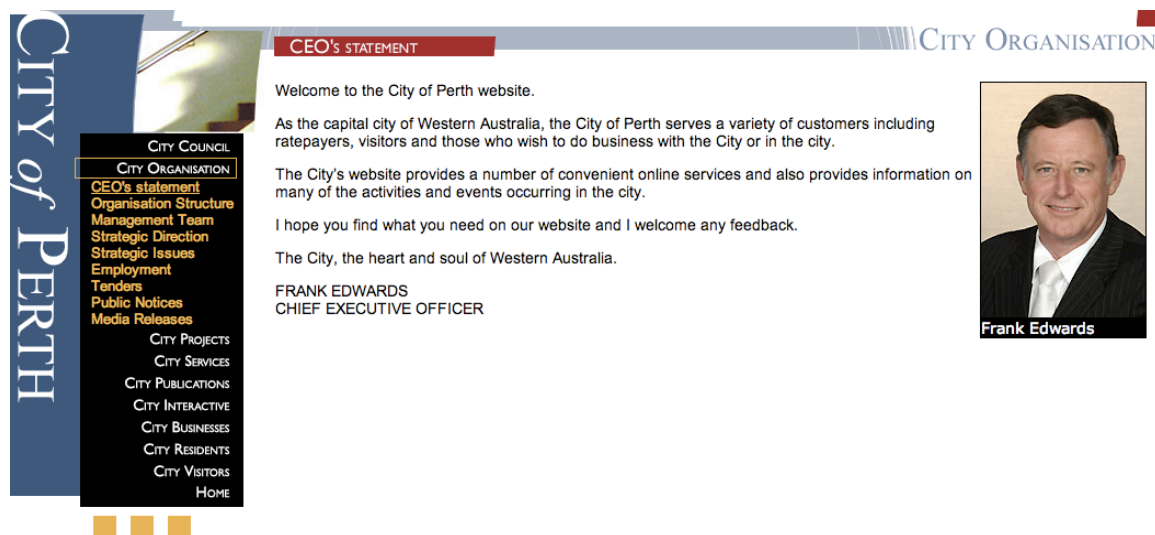 CITY of PERTH
CEO'S STATEMENT
CITY ORGANISATION
CITY COUNCIL
CITY ORGANISATION
CEO's statement
Organisation Structure
Management Team
Strategic Direction
Strategic Issues
Employment
Tenders
Public Notices
Media Releases
CITY PROJECTS
CITY SERVICES
CITY PUBLICATIONS
CITY INTERACTIVE
CITY BUSINESSES
CITY RESIDENTS
CITY VISITORS
HOME
Welcome to the City of Perth website.
As the capital city of Western Australia, the City of Perth serves a variety of customers including
ratepayers, visitors and those who wish to do business with the City or in the city.
The City's website provides a number of convenient online services and also provides information on
many of the activities and events occurring in the city.
I hope you find what you need on our website and I welcome any feedback.
The City, the heart and soul of Western Australia.
FRANK EDWARDS
CHIEF EXECUTIVE OFFICER
Frank Edwards